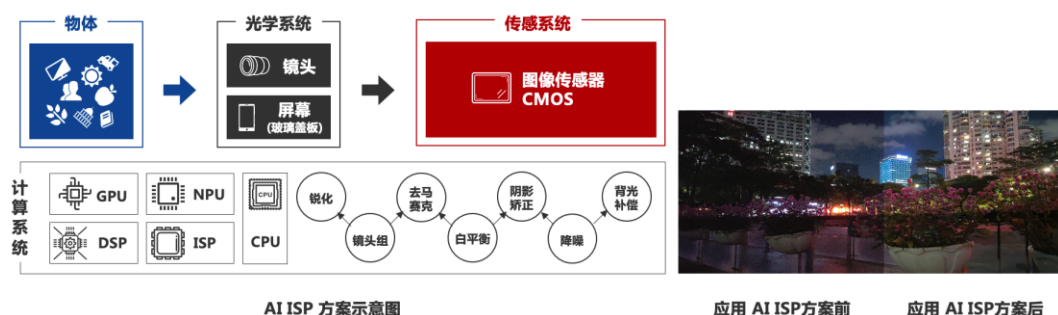 物体
光学系统
镜头
屏幕
(玻璃盖板)
传感系统
图像传感器
CMOS
计算系统
GPU
NPU
CPU
CPU
DSP
ISP
锐化
镜头组
去马
赛克
白平衡
阴影
矫正
降噪
背光
补偿
AI ISP 方案示意图
应用 AI ISP方案前
应用 AI ISP方案后